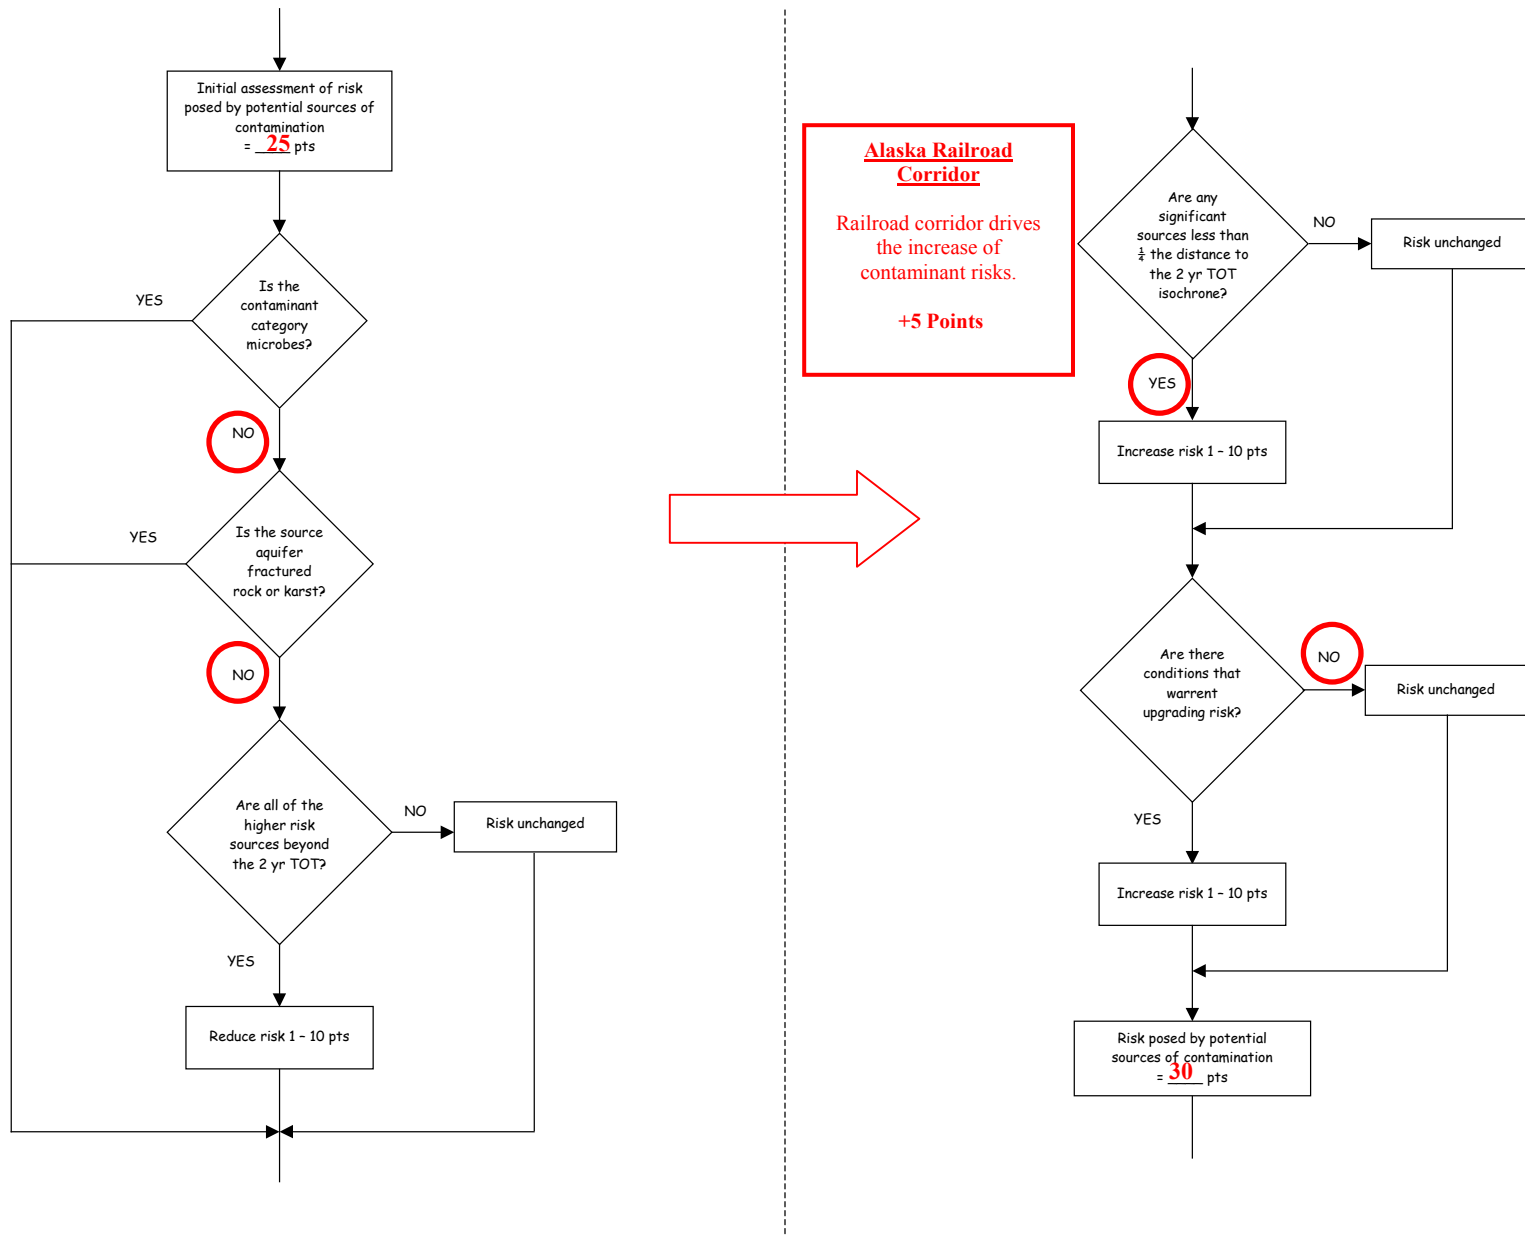 Initial assessment of risk
posed by potential sources of
contamination
= 25 pts
Is the
contaminant
category
microbes?
YES
NO
Is the source
aquifer
fractured
rock or karst?
YES
NO
Are all of the
higher risk
sources beyond
the 2 yr TOT?
NO
Risk unchanged
YES
Reduce risk 1 – 10 pts
Alaska Railroad
Corridor
Railroad corridor drives
the increase of
contaminant risks.
+5 Points
Are any
significant
sources less than
¼ the distance to
the 2 yr TOT
isochrone?
NO
Risk unchanged
YES
Increase risk 1 – 10 pts
Are there
conditions that
warrent
upgrading risk?
NO
Risk unchanged
YES
Increase risk 1 – 10 pts
Risk posed by potential
sources of contamination
= 30 pts